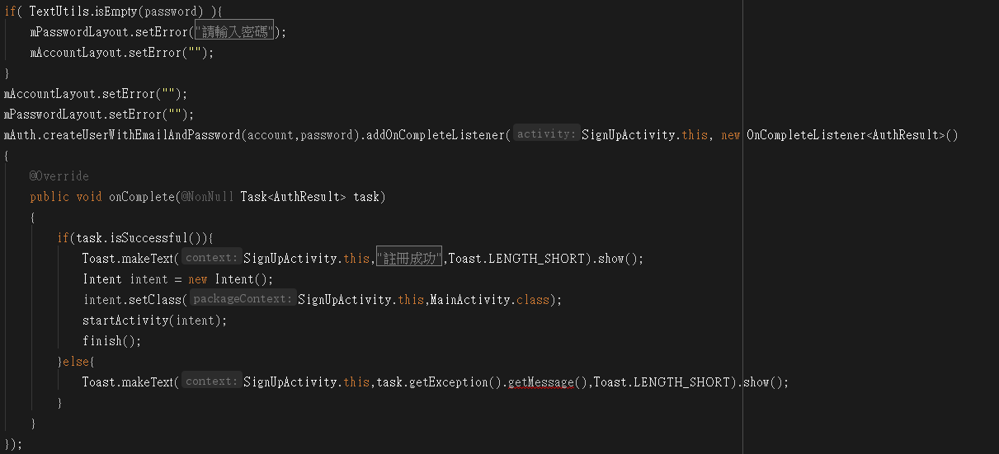 if( TextUtils.isEmpty(password) ){
mPasswordLayout.setError("請輸入密碼");
mAccountLayout.setError("");
}
mAccountLayout.setError("");
mPasswordLayout.setError("");
mAuth.createUserWithEmailAndPassword(account,password).addOnCompleteListener( activity: SignUpActivity.this, new OnCompleteListener<AuthResult>()
{
@Override
public void onComplete(@NonNull Task<AuthResult> task)
{
if(task.isSuccessful()){
Toast.makeText( context: SignUpActivity.this,"註冊成功",Toast.LENGTH_SHORT).show();
Intent intent = new Intent();
intent.setClass( packageContext: SignUpActivity.this,MainActivity.class);
startActivity(intent);
finish();
}else{
Toast.makeText( context: SignUpActivity.this,task.getException().getMessage(),Toast.LENGTH_SHORT).show();
}
}
});